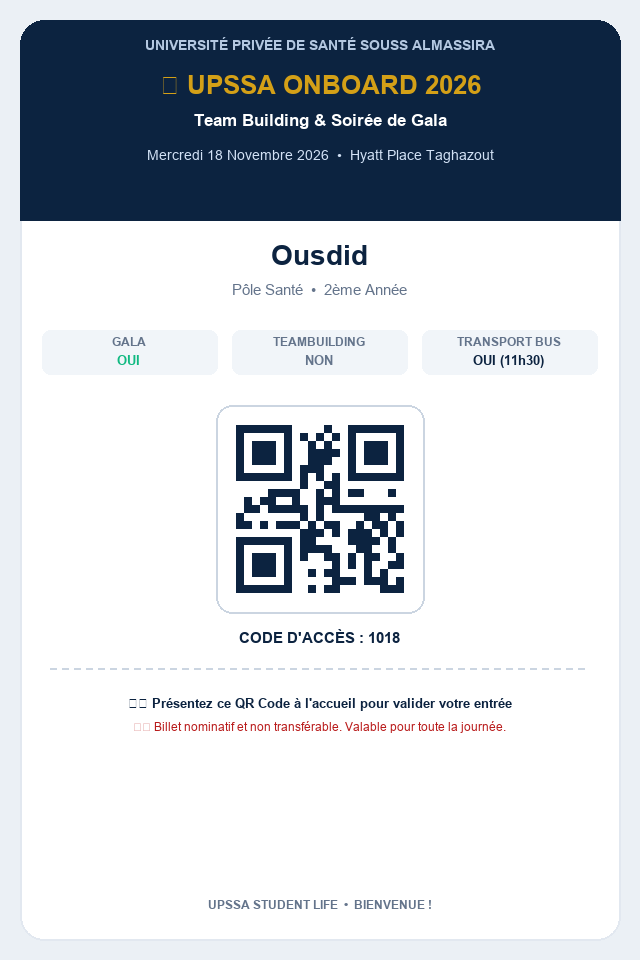 UNIVERSITÉ PRIVÉE DE SANTÉ SOUSS ALMASSIRA
UPSSA ONBOARD 2026
Team Building & Soirée de Gala
Mercredi 18 Novembre 2026 • Hyatt Place Taghazout
Ousdid
Pôle Santé • 2ème Année
GALA
OUI
TEAMBUILDING
NON
TRANSPORT BUS
OUI (11h30)
CODE D'ACCÈS : 1018
Présentez ce QR Code à l'accueil pour valider votre entrée
Billet nominatif et non transférable. Valable pour toute la journée.
UPSSA STUDENT LIFE • BIENVENUE !